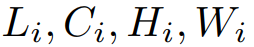 L_i, C_i, H_i, W_i